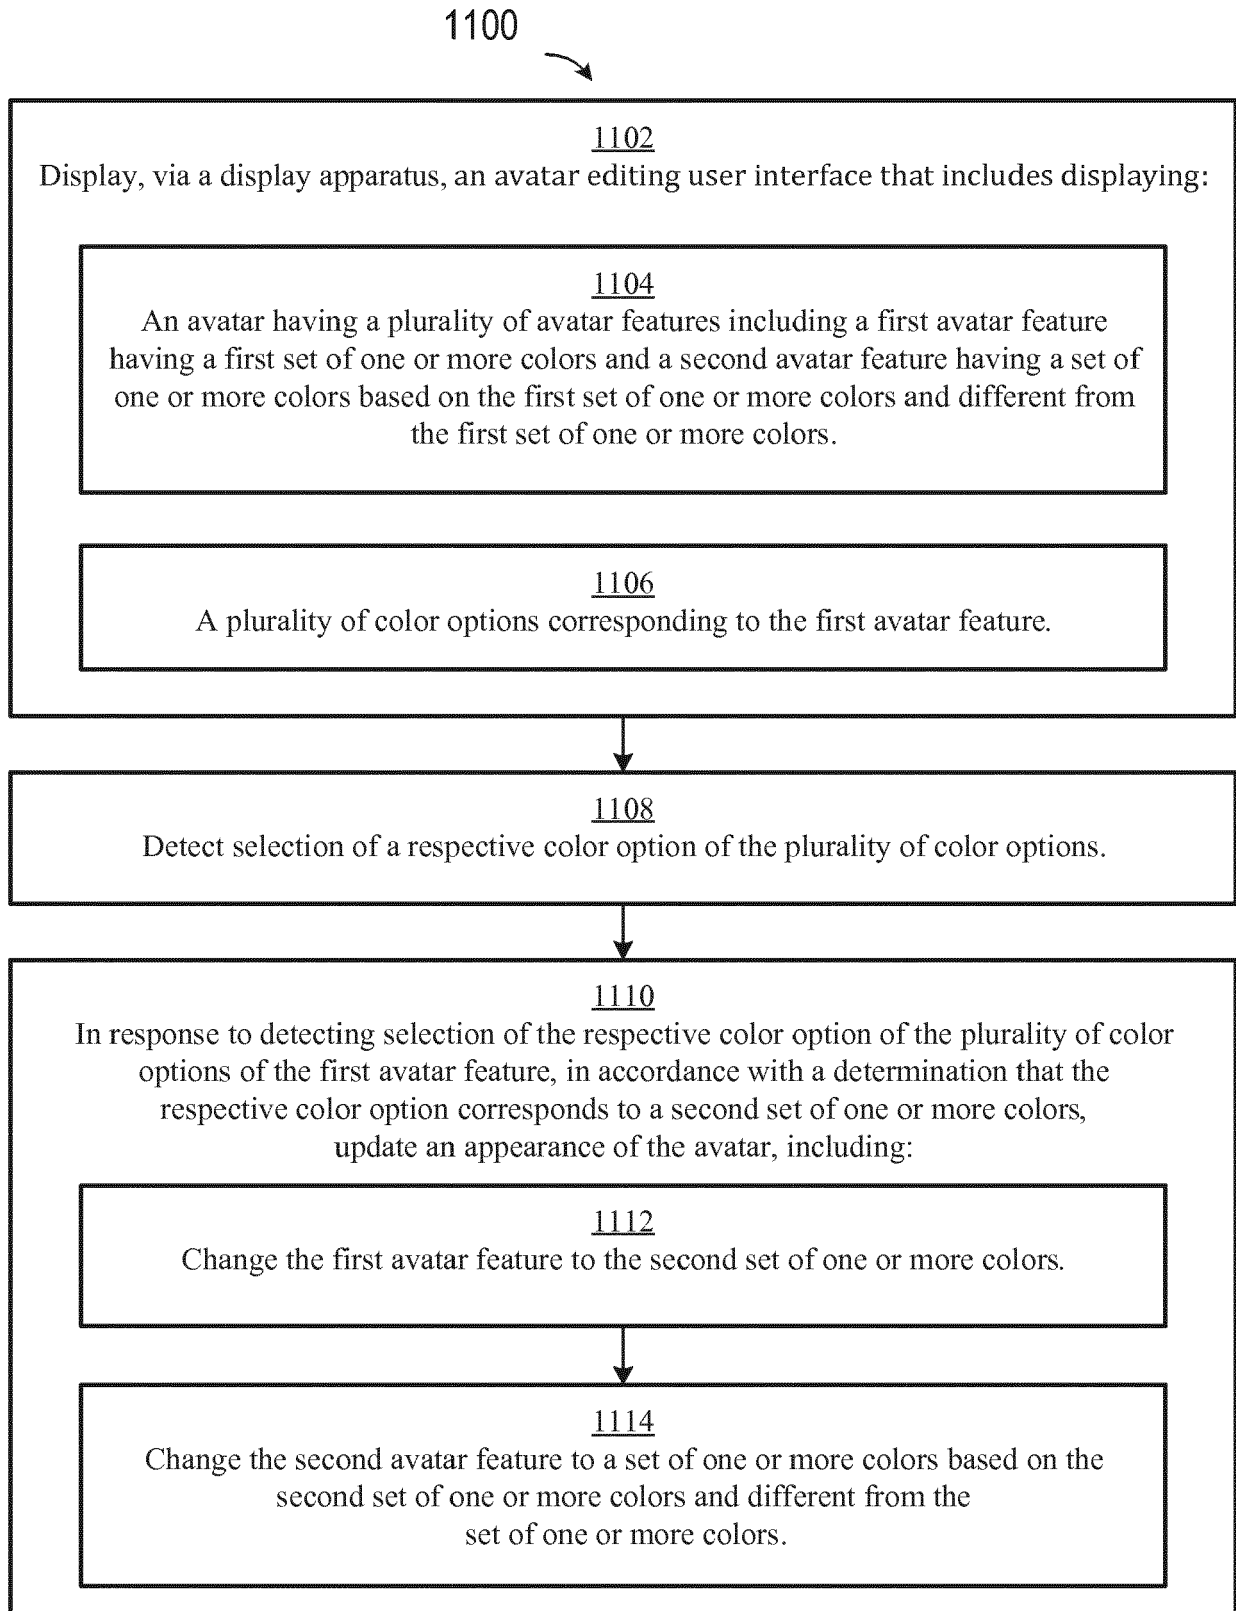 1100
1102
Display, via a display apparatus, an avatar editing user interface that includes displaying:
1104
An avatar having a plurality of avatar features including a first avatar feature
having a first set of one or more colors and a second avatar feature having a set of
one or more colors based on the first set of one or more colors and different from
the first set of one or more colors.
1106
A plurality of color options corresponding to the first avatar feature.
1108
Detect selection of a respective color option of the plurality of color options.
1110
In response to detecting selection of the respective color option of the plurality of color
options of the first avatar feature, in accordance with a determination that the
respective color option corresponds to a second set of one or more colors,
update an appearance of the avatar, including:
1112
Change the first avatar feature to the second set of one or more colors.
1114
Change the second avatar feature to a set of one or more colors based on the
second set of one or more colors and different from the
set of one or more colors.